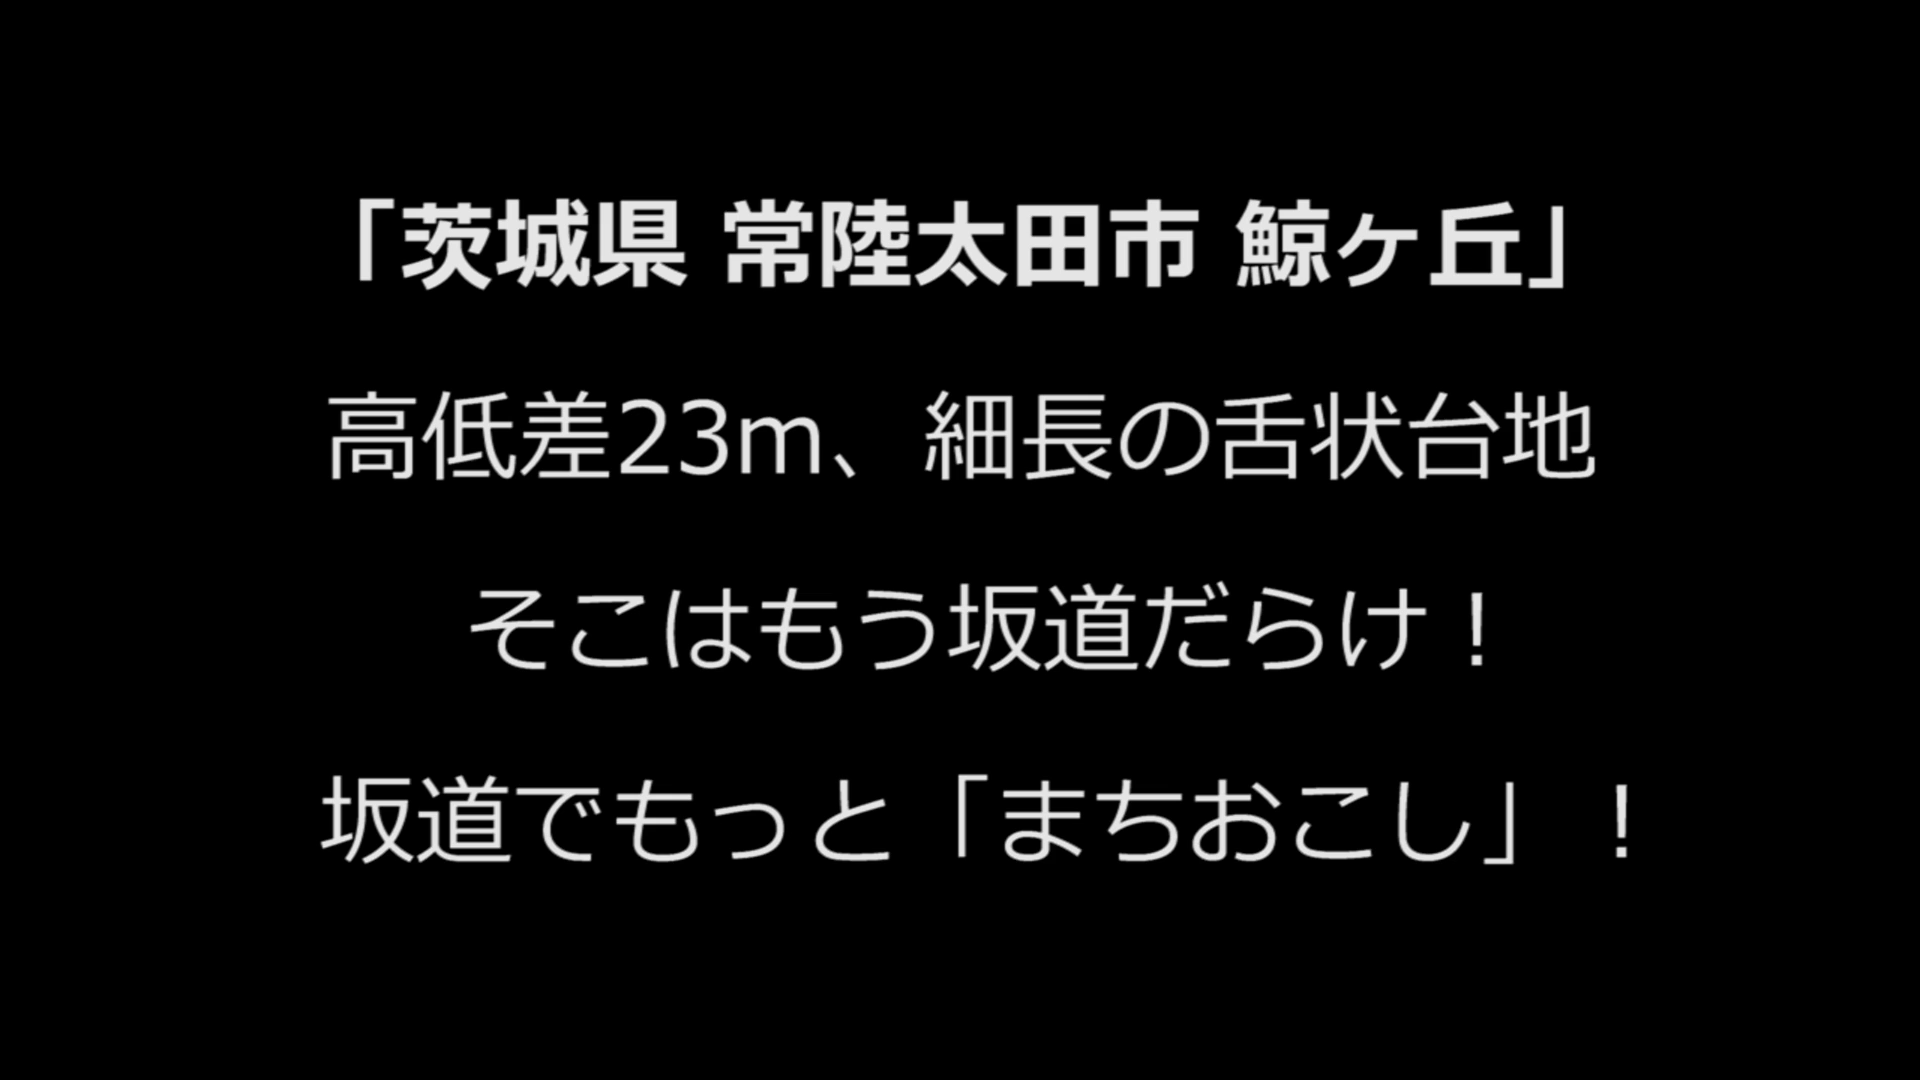 「茨城県 常陸太田市 鯨ヶ丘」
高低差23m、細長の舌状台地
そこはもう坂道だらけ！
坂道でもっと「まちおこし」！